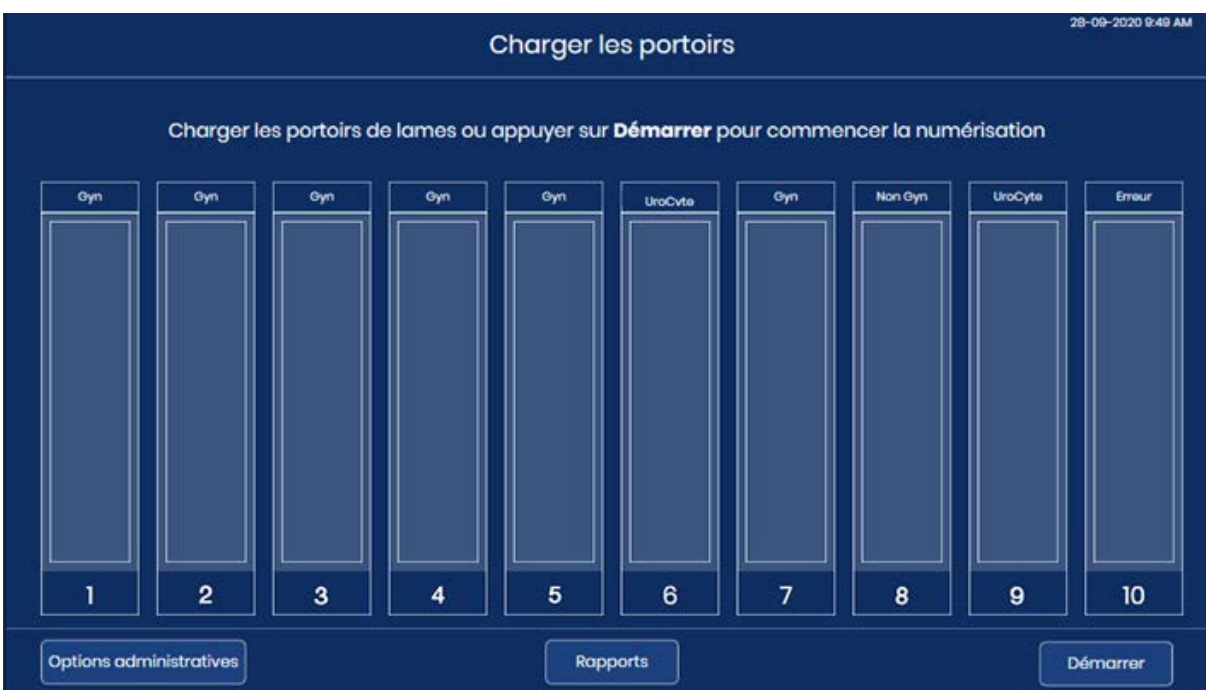 28-09-2020 9:49 AM
Charger les portoirs
Charger les portoirs de lames ou appuyer sur Démarrer pour commencer la numérisation
Gyn Gyn Gyn Gyn Gyn UroCyte Gyn Non Gyn UroCyte Erreur
1 2 3 4 5 6 7 8 9 10
Options administratives Rapports Démarrer